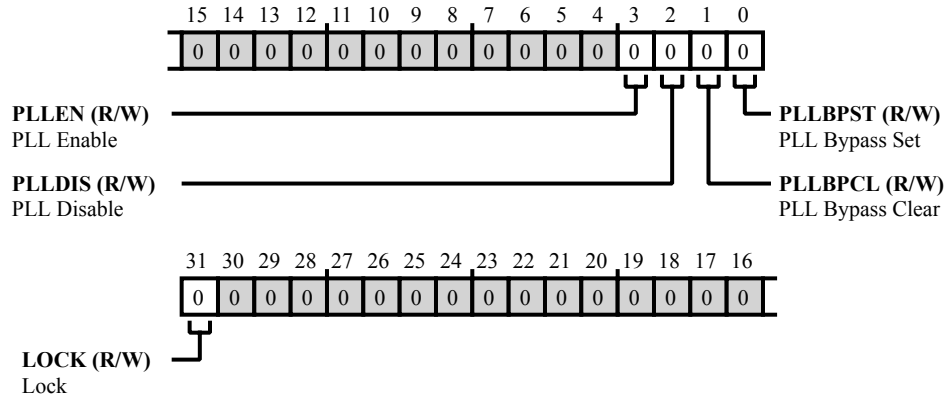 15 14 13 12 11 10 9 8 7 6 5 4 3 2 1 0
0 0 0 0 0 0 0 0 0 0 0 0 0 0 0 0
PLLEN (R/W)
PLL Enable
PLLBPST (R/W)
PLL Bypass Set
PLLDIS (R/W)
PLL Disable
PLLBPCL (R/W)
PLL Bypass Clear
31 30 29 28 27 26 25 24 23 22 21 20 19 18 17 16
0 0 0 0 0 0 0 0 0 0 0 0 0 0 0 0
LOCK (R/W)
Lock